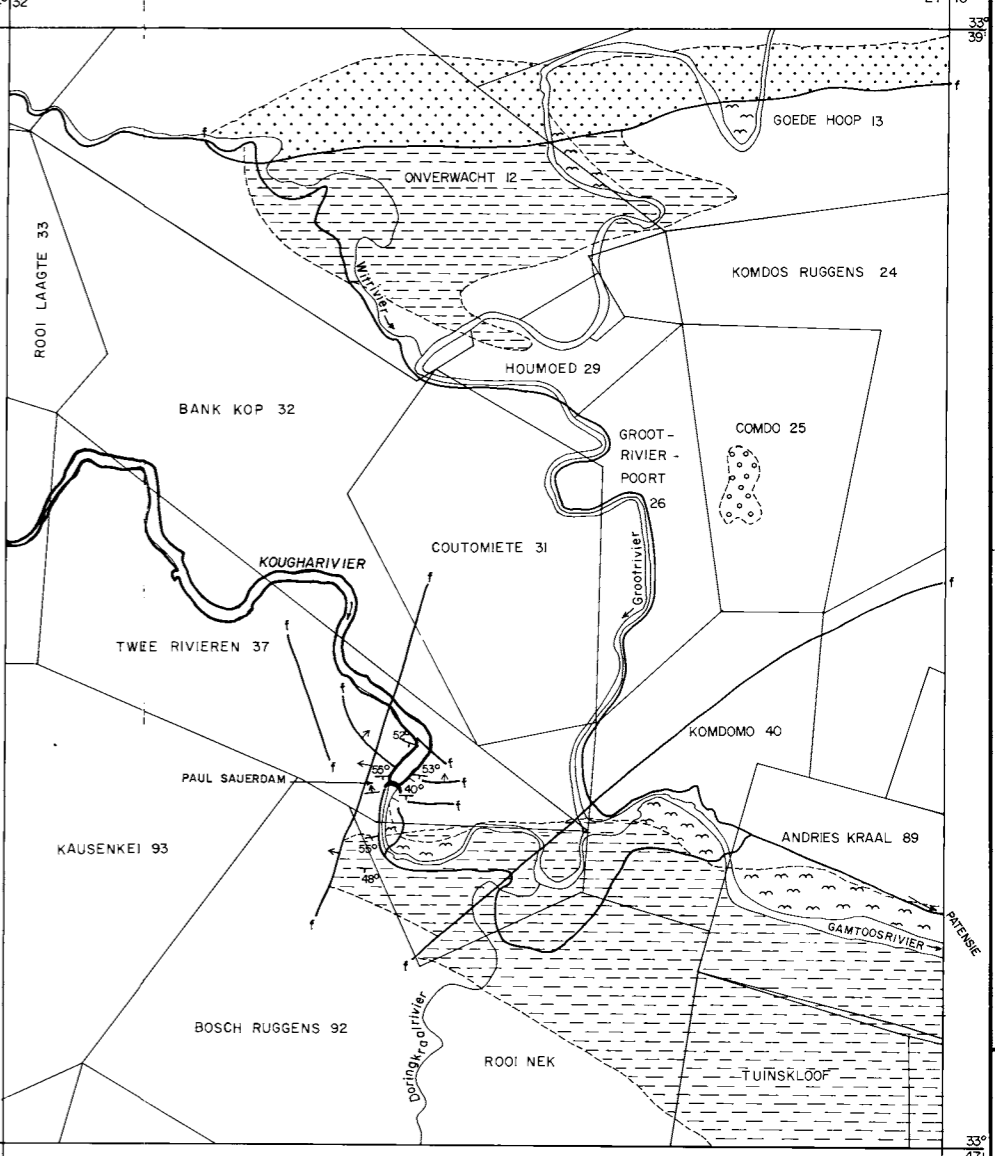 33°
39'
GOEDE HOOP 13
ONVERWACHT 12
ROOI LAAGTE 33
KOMDOS RUGGENS 24
Witrivier
HOUMOED 29
BANK KOP 32
GROOT-
RIVIER-
POORT
26
COMDO 25
COUTOMIETE 31
KOUGHARIVIER
Grootrivier
TWEE RIVIEREN 37
KOMDOMO 40
52°
55°
53°
PAUL SAUERDAM
40°
ANDRIES KRAAL 89
KAUSENKEI 93
55°
48°
PATENSIE
GAMTOOSRIVIER
BOSCH RUGGENS 92
Doringkraalrivier
ROOI NEK
TUINSKLOOF
33°
f
f
f
f
f
f
f
f
f
f
f
f